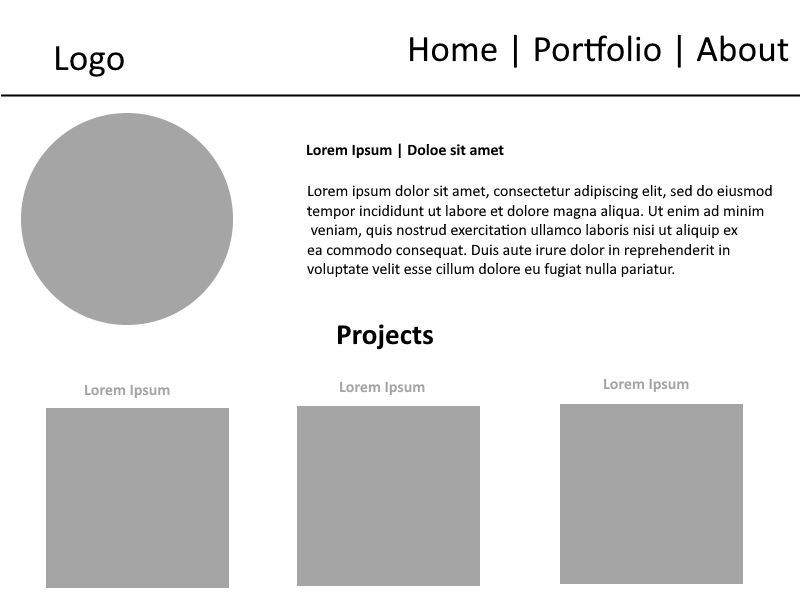 Logo
Home | Portfolio | About
Lorem Ipsum | Doloe sit amet
Lorem ipsum dolor sit amet, consectetur adipiscing elit, sed do eiusmod
tempor incididunt ut labore et dolore magna aliqua. Ut enim ad minim
veniam, quis nostrud exercitation ullamco laboris nisi ut aliquip ex
ea commodo consequat. Duis aute irure dolor in reprehenderit in
voluptate velit esse cillum dolore eu fugiat nulla pariatur.
Projects
Lorem Ipsum
Lorem Ipsum
Lorem Ipsum